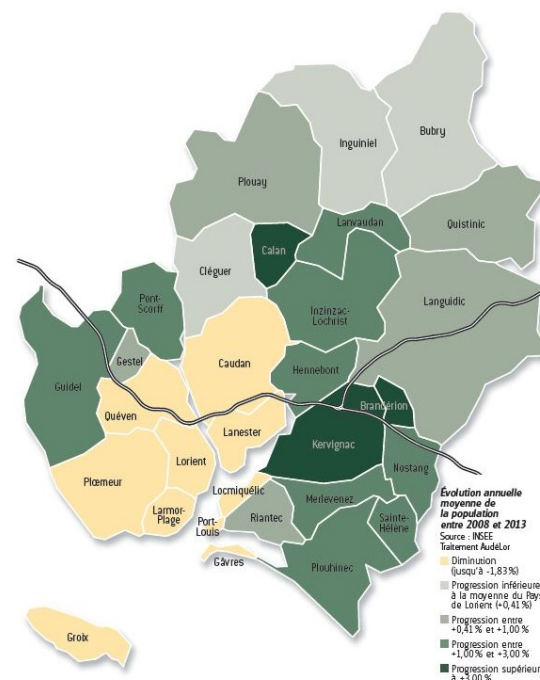 Bubry
Inguiniel
Plouay
Lanvaudan
Quistinic
Calan
Cléguer
Languidic
Pont-
Scorff
Inzinzac-
Lochrist
Gestel
Caudan
Hennebont
Guidel
Quéven
Brandérion
Lanester
Kervignac
Lorient
Nostang
Plœmeur
Locmiquélic
Merlevenez
Larmor-
Plage
Port-
Louis
Riantec
Sainte-
Hélène
Gâvres
Plouhinec
Groix
Évolution annuelle
moyenne de
la population
entre 2008 et 2013
Source : INSEE
Traitement AudéLor
Diminution
(jusqu'à -1,83%)
Progression inférieure
à la moyenne du Pays
de Lorient (+0,41%)
Progression entre
+0,41 % et +1,00 %
Progression entre
+1,00 % et +3,00 %
Progression supérieur
à +3,00 %